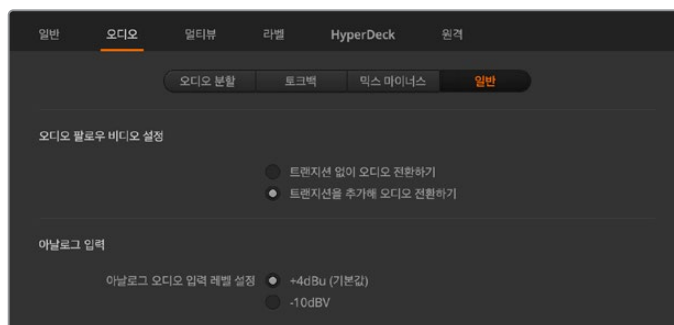 일반 오디오 멀티뷰 라벨 HyperDeck 원격
오디오 분할 토크백 믹스 마이너스 일반
오디오 팔로우 비디오 설정
트랜지션 없이 오디오 전환하기
트랜지션을 추가해 오디오 전환하기
아날로그 입력
아날로그 오디오 입력 레벨 설정 +4dBu (기본값)
-10dBV